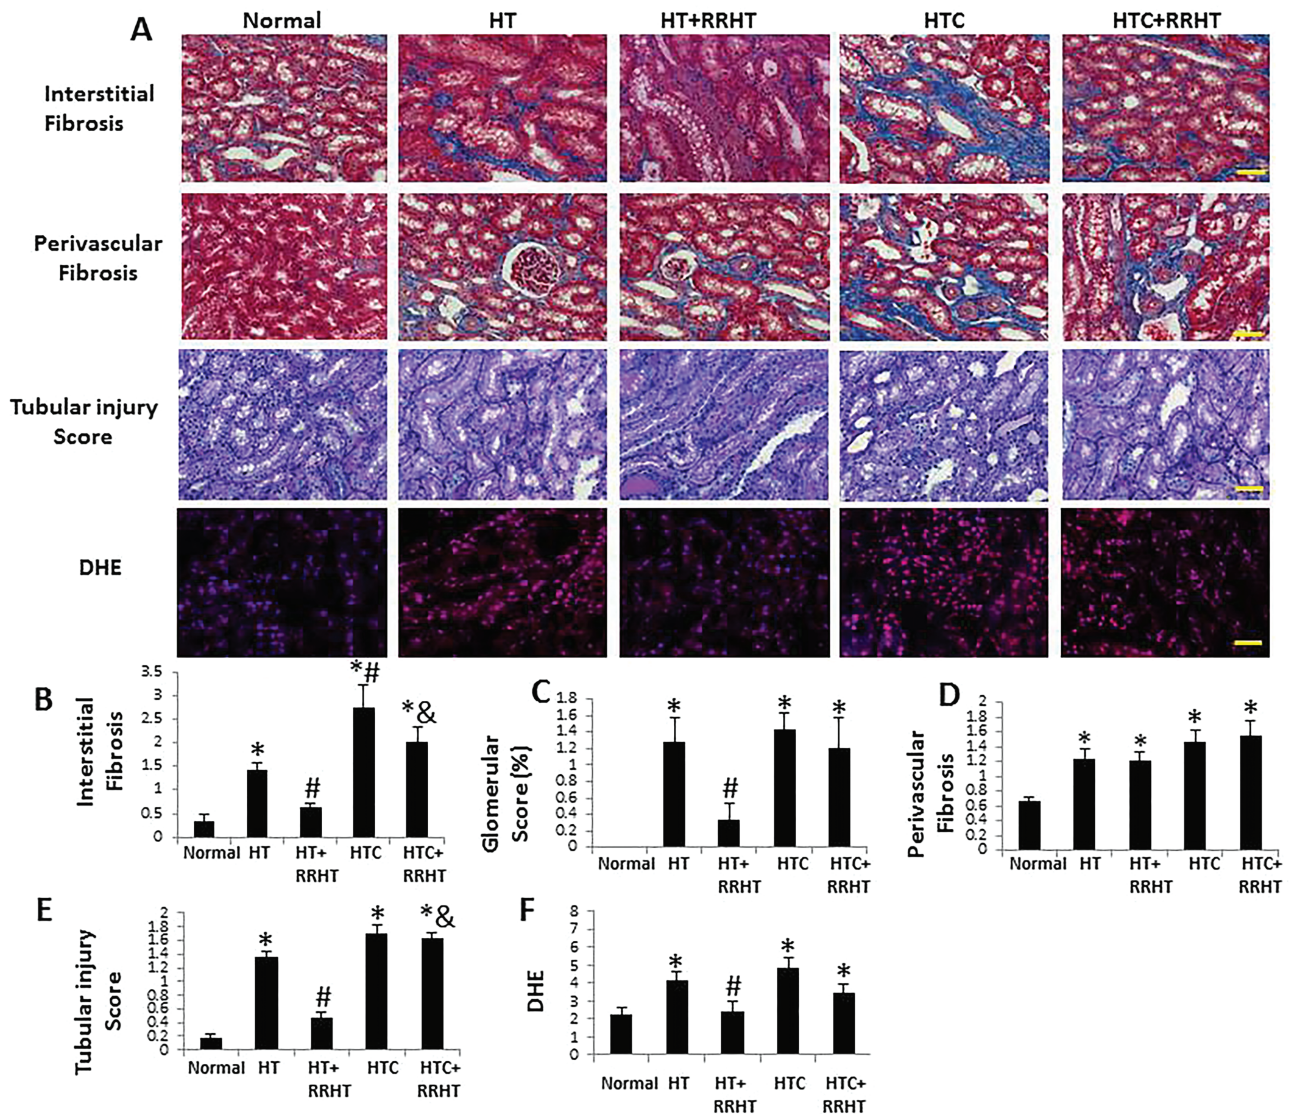 A
Normal
HT
HT+RRHT
HTC
HTC+RRHT
Interstitial
Fibrosis
Perivascular
Fibrosis
Tubular injury
Score
DHE
B
Interstitial
Fibrosis
3.5
3
2.5
2
1.5
1
0.5
0
*
#
*#
*&
Normal
HT
HT+
RRHT
HTC
HTC+
RRHT
C
Glomerular
Score (%)
1.8
1.6
1.4
1.2
1
0.8
0.6
0.4
0.2
0
*
#
*
*
Normal
HT
HT+
RRHT
HTC
HTC+
RRHT
D
Perivascular
Fibrosis
2
1.8
1.6
1.4
1.2
1
0.8
0.6
0.4
0.2
0
*
*
*
*
Normal
HT
HT+
RRHT
HTC
HTC+
RRHT
E
Tubular injury
Score
2
1.8
1.6
1.4
1.2
1
0.8
0.6
0.4
0.2
0
*
#
*
*&
Normal
HT
HT+
RRHT
HTC
HTC+
RRHT
F
DHE
8
7
6
5
4
3
2
1
0
*
#
*
*
Normal
HT
HT+
RRHT
HTC
HTC+
RRHT